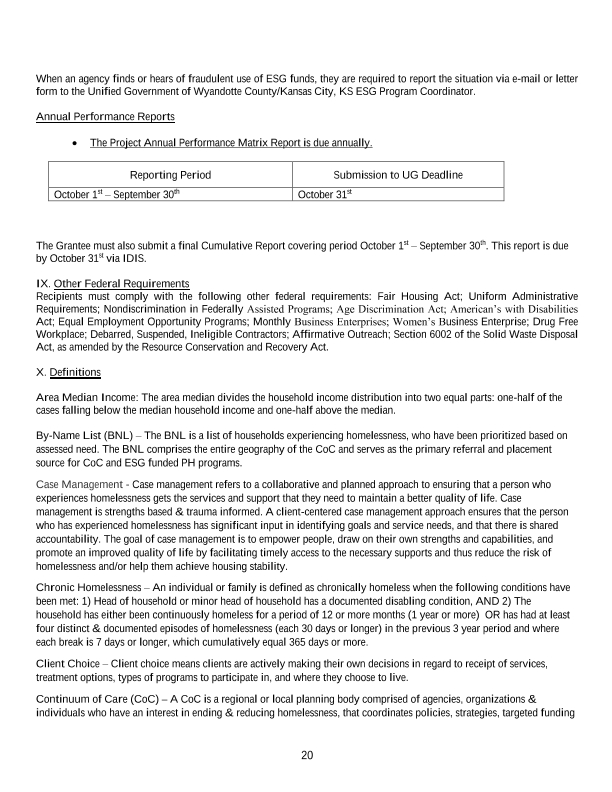 When an agency finds or hears of fraudulent use of ESG funds, they are required to report the situation via e-mail or letter
form to the Unified Government of Wyandotte County/Kansas City, KS ESG Program Coordinator.
Annual Performance Reports
• The Project Annual Performance Matrix Report is due annually.
Reporting Period Submission to UG Deadline
October 1st – September 30th October 31st
The Grantee must also submit a final Cumulative Report covering period October 1st – September 30th. This report is due
by October 31st via IDIS.
IX. Other Federal Requirements
Recipients must comply with the following other federal requirements: Fair Housing Act; Uniform Administrative
Requirements; Nondiscrimination in Federally Assisted Programs; Age Discrimination Act; American’s with Disabilities
Act; Equal Employment Opportunity Programs; Monthly Business Enterprises; Women’s Business Enterprise; Drug Free
Workplace; Debarred, Suspended, Ineligible Contractors; Affirmative Outreach; Section 6002 of the Solid Waste Disposal
Act, as amended by the Resource Conservation and Recovery Act.
X. Definitions
Area Median Income: The area median divides the household income distribution into two equal parts: one-half of the
cases falling below the median household income and one-half above the median.
By-Name List (BNL) – The BNL is a list of households experiencing homelessness, who have been prioritized based on
assessed need. The BNL comprises the entire geography of the CoC and serves as the primary referral and placement
source for CoC and ESG funded PH programs.
Case Management - Case management refers to a collaborative and planned approach to ensuring that a person who
experiences homelessness gets the services and support that they need to maintain a better quality of life. Case
management is strengths based & trauma informed. A client-centered case management approach ensures that the person
who has experienced homelessness has significant input in identifying goals and service needs, and that there is shared
accountability. The goal of case management is to empower people, draw on their own strengths and capabilities, and
promote an improved quality of life by facilitating timely access to the necessary supports and thus reduce the risk of
homelessness and/or help them achieve housing stability.
Chronic Homelessness – An individual or family is defined as chronically homeless when the following conditions have
been met: 1) Head of household or minor head of household has a documented disabling condition, AND 2) The
household has either been continuously homeless for a period of 12 or more months (1 year or more) OR has had at least
four distinct & documented episodes of homelessness (each 30 days or longer) in the previous 3 year period and where
each break is 7 days or longer, which cumulatively equal 365 days or more.
Client Choice – Client choice means clients are actively making their own decisions in regard to receipt of services,
treatment options, types of programs to participate in, and where they choose to live.
Continuum of Care (CoC) – A CoC is a regional or local planning body comprised of agencies, organizations &
individuals who have an interest in ending & reducing homelessness, that coordinates policies, strategies, targeted funding
20